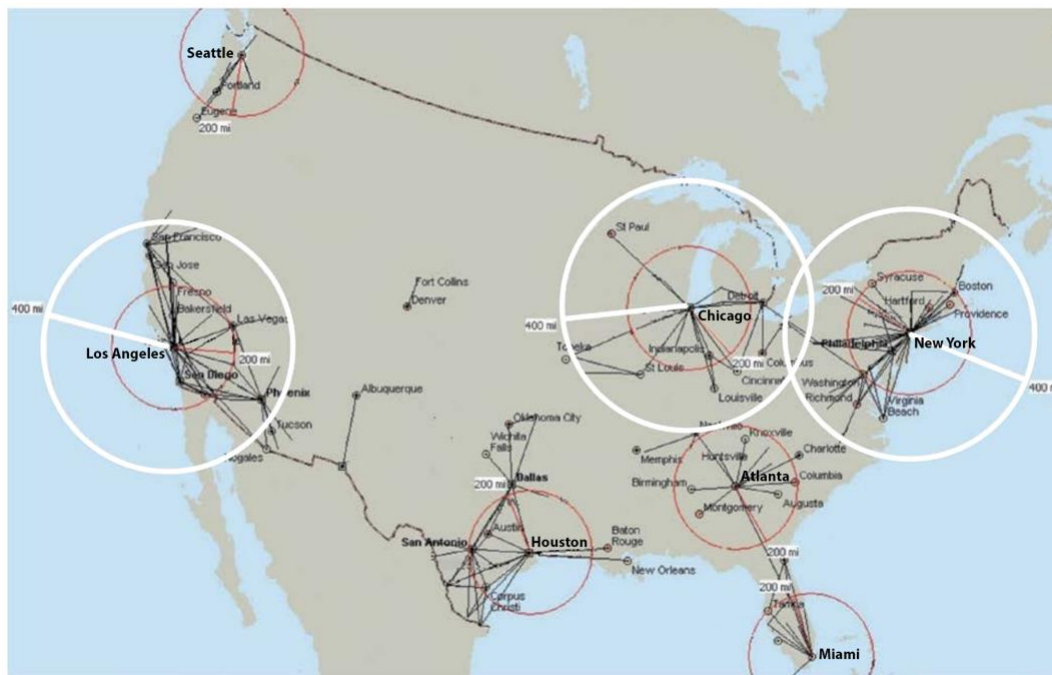 Seattle
Portland
Eugene
200 mi
San Francisco
San Jose
Fresno
Bakersfield
400 mi
Las Vegas
Los Angeles
200 mi
San Diego
Phoenix
Tucson
Nogales
Fort Collins
Denver
Albuquerque
St Paul
Detroit
Chicago
400 mi
Topeka
Indianapolis
200 mi
Columbus
St Louis
Cincinnati
Louisville
Syracuse
200 mi
Boston
Hartford
Providence
New York
Philadelphia
Washington
400 mi
Richmond
Virginia
Beach
Oklahoma City
Wichita
Falls
Dallas
200 mi
Austin
San Antonio
Houston
Corpus
Christi
Baton
Rouge
New Orleans
Nashville
Knoxville
Memphis
Huntsville
Charlotte
Birmingham
Atlanta
Columbia
Augusta
Montgomery
200 mi
200 mi
Tampa
Miami